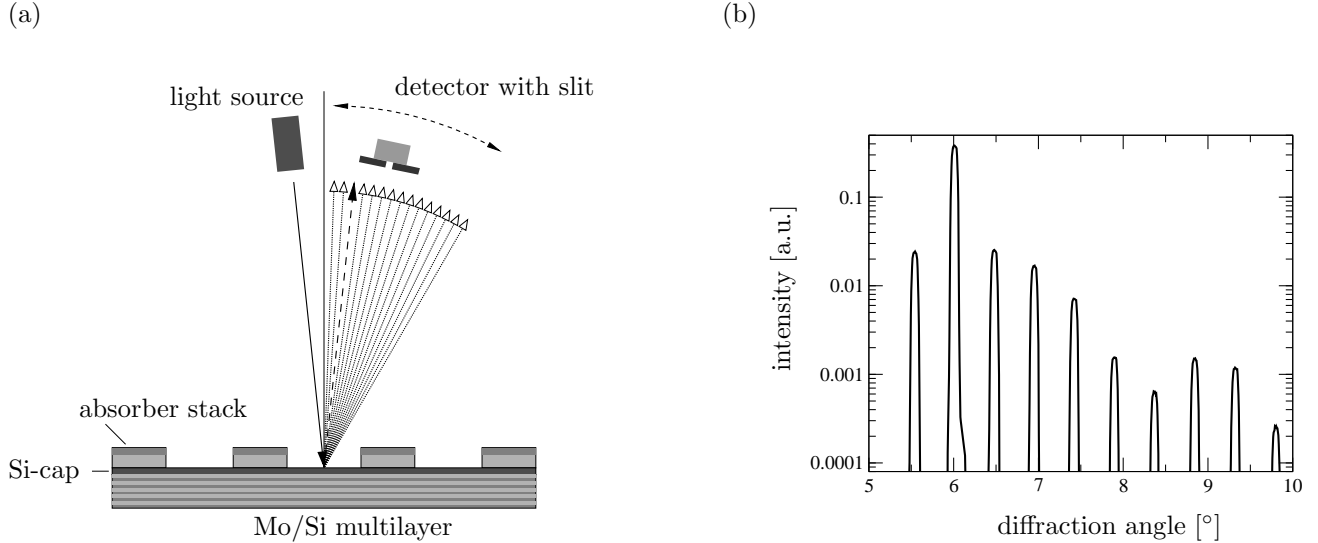 (a)
light source
detector with slit
absorber stack
Si-cap
Mo/Si multilayer
(b)
intensity [a.u.]
0.1
0.01
0.001
0.0001
5 6 7 8 9 10
diffraction angle [°]